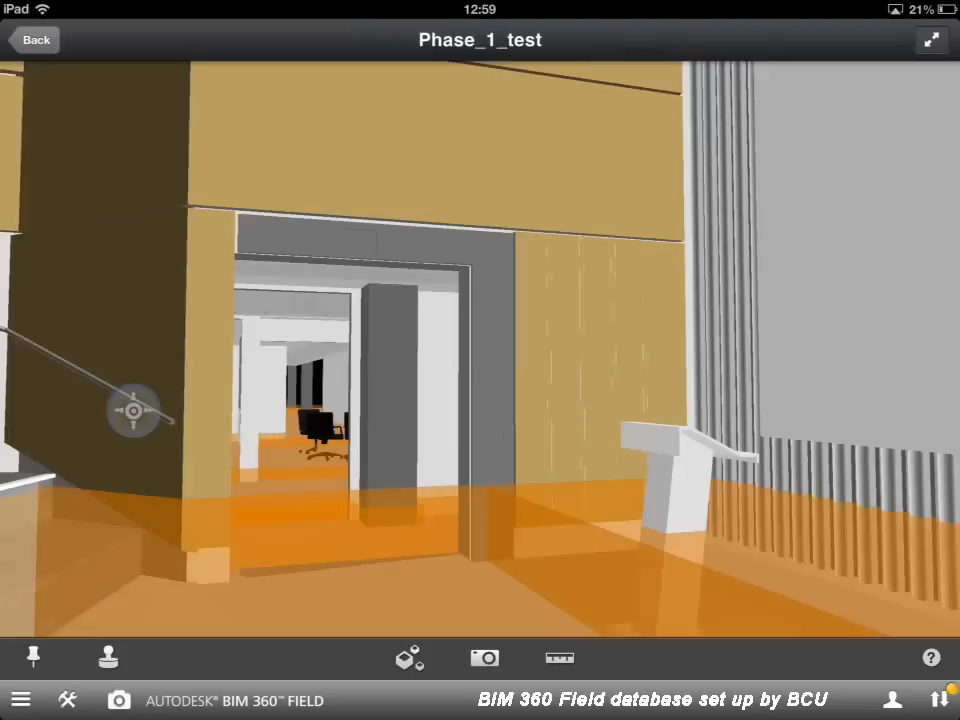 iPad 12:59 21%
Back Phase_1_test
?
AUTODESK® BIM 360™ FIELD BIM 360 Field database set up by BCU